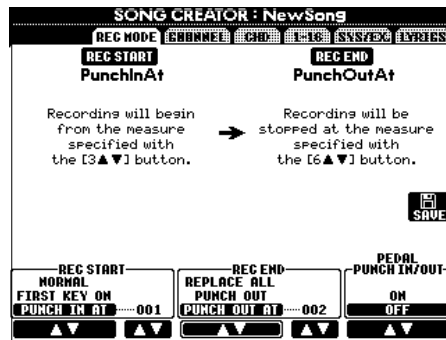 SONG CREATOR : NewSong
REC MODE CHANNEL CHD 1-16 SYS/EX. LYRICS
REC START REC END
PunchInAt PunchOutAt
Recording will begin Recording will be
from the measure stopped at the measure
specified with specified with
the [3▲▼] button. the [6▲▼] button.
SAVE
REC START REC END PEDAL
PUNCH IN/OUT
NORMAL REPLACE ALL
FIRST KEY ON PUNCH OUT ON
PUNCH IN AT 001 PUNCH OUT AT 002 OFF
▲▼ ▲▼ ▲▼ ▲▼ ▲▼